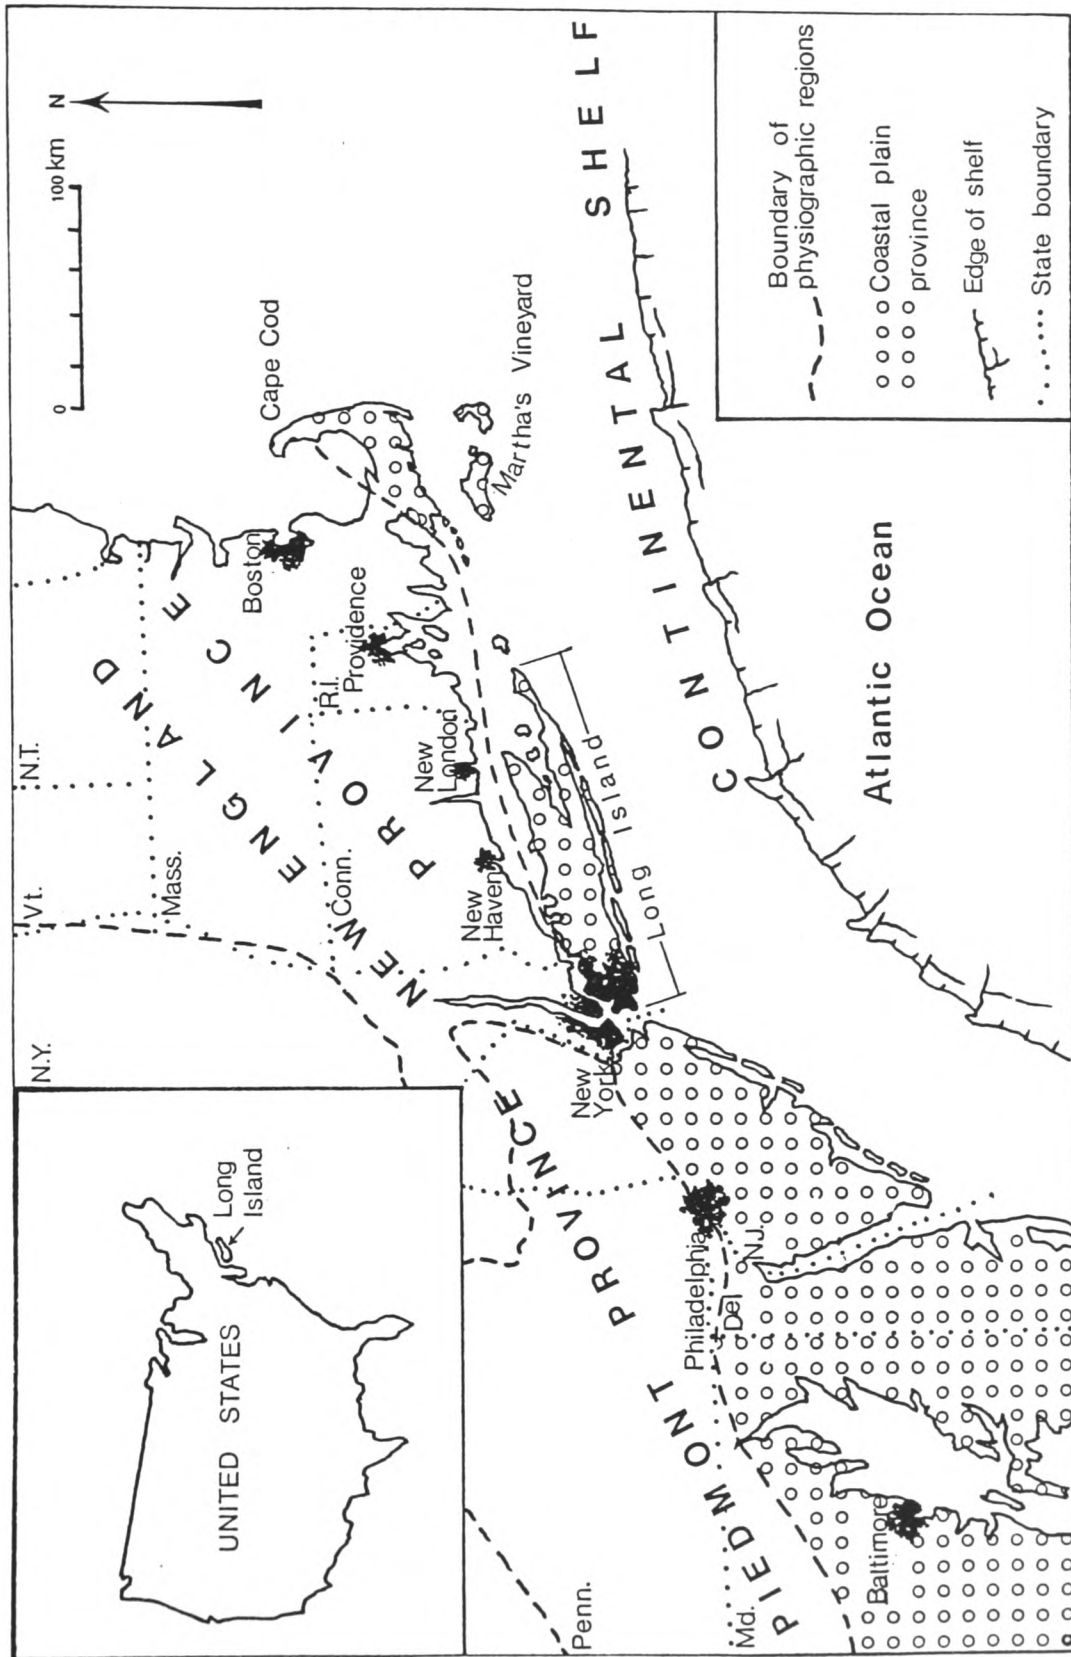 UNITED STATES
Long
Island
N.Y.
Vt.
N.T.
0
100 km
N
Mass.
Conn.
R.I.
NEW ENGLAND
PROVINCE
Boston
Cape Cod
Providence
New
London
New
Haven
Martha's Vineyard
New
York
Long Island
Penn.
PIEDMONT PROVINCE
Philadelphia
N.J.
Del
Md.
Baltimore
CONTINENTAL SHELF
Atlantic Ocean
Boundary of
physiographic regions
Coastal plain
province
Edge of shelf
State boundary